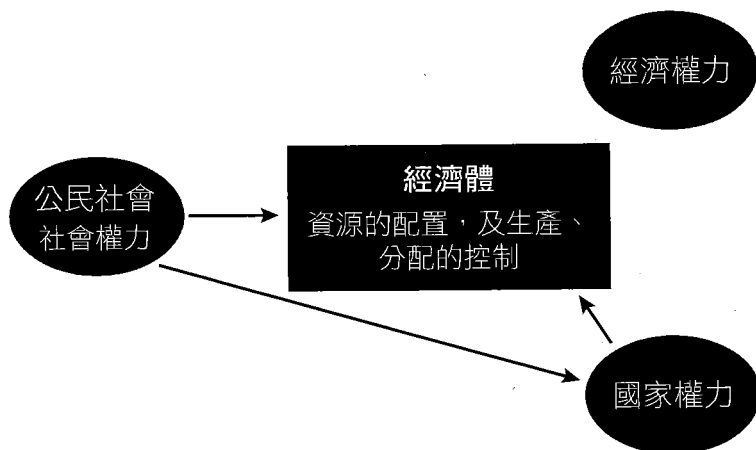 經濟權力
公民社會
社會權力
經濟體
資源的配置，及生產、
分配的控制
國家權力